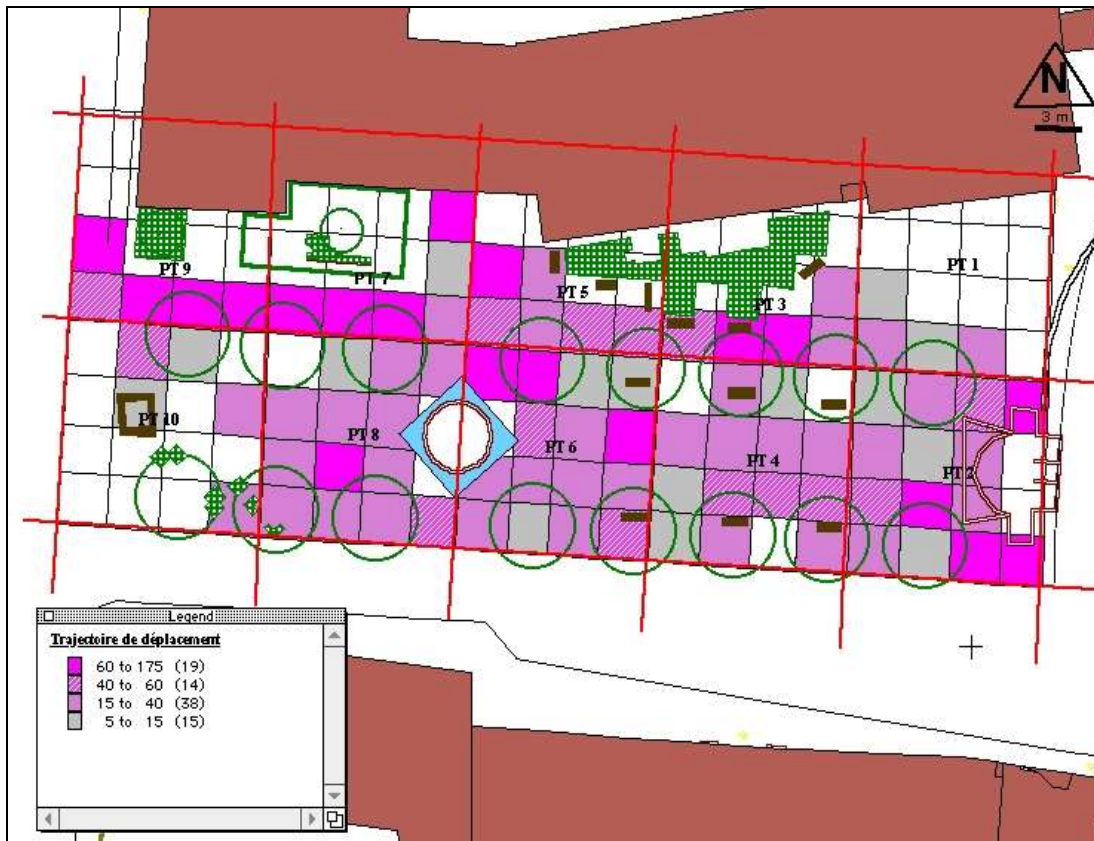 N
3 m
PT 1
PT 9
PT 7
PT 5
PT 3
PT 10
PT 8
PT 6
PT 4
PT 2
Legend
Trajectoire de déplacement
60 to 175 (19)
40 to 60 (14)
15 to 40 (38)
5 to 15 (15)